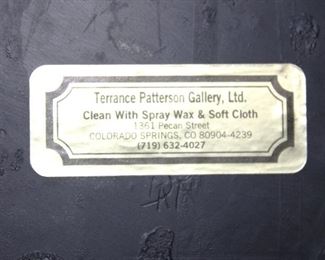 Terrance Patterson Gallery, Ltd.
Clean With Spray Wax & Soft Cloth
1361 Pecan Street
COLORADO SPRINGS, CO 80904-4239
(719) 632-4027